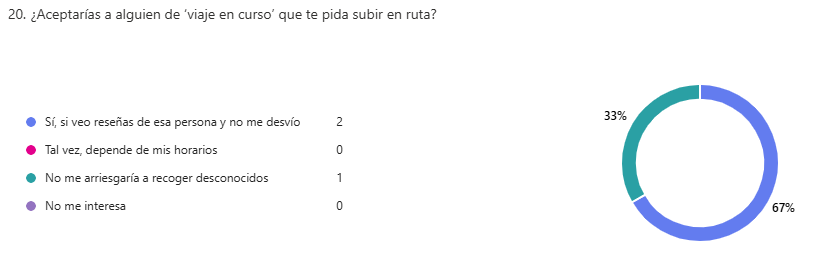 20. ¿Aceptarías a alguien de ‘viaje en curso’ que te pida subir en ruta?
Sí, si veo reseñas de esa persona y no me desvío 2
Tal vez, depende de mis horarios 0
No me arriesgaría a recoger desconocidos 1
No me interesa 0
33%
67%